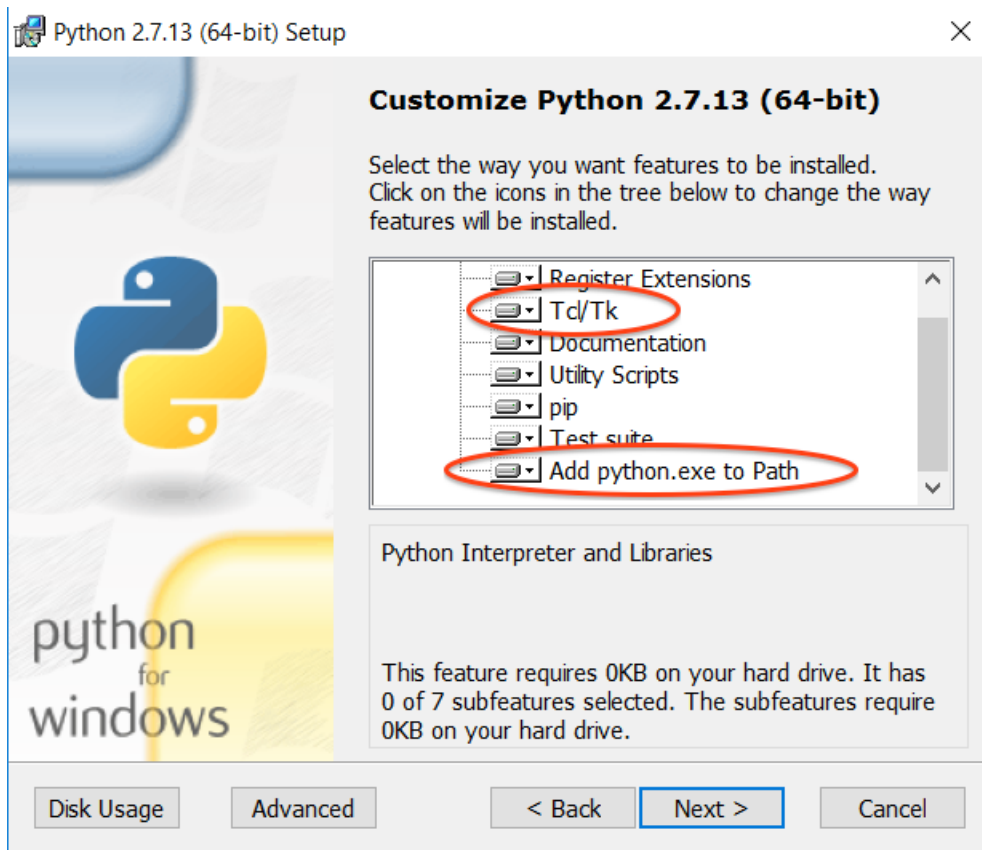 Python 2.7.13 (64-bit) Setup
Customize Python 2.7.13 (64-bit)
Select the way you want features to be installed.
Click on the icons in the tree below to change the way
features will be installed.
Register Extensions
Tcl/Tk
Documentation
Utility Scripts
pip
Test suite
Add python.exe to Path
Python Interpreter and Libraries
This feature requires 0KB on your hard drive. It has
0 of 7 subfeatures selected. The subfeatures require
0KB on your hard drive.
python
for
windows
Disk Usage
Advanced
< Back
Next >
Cancel